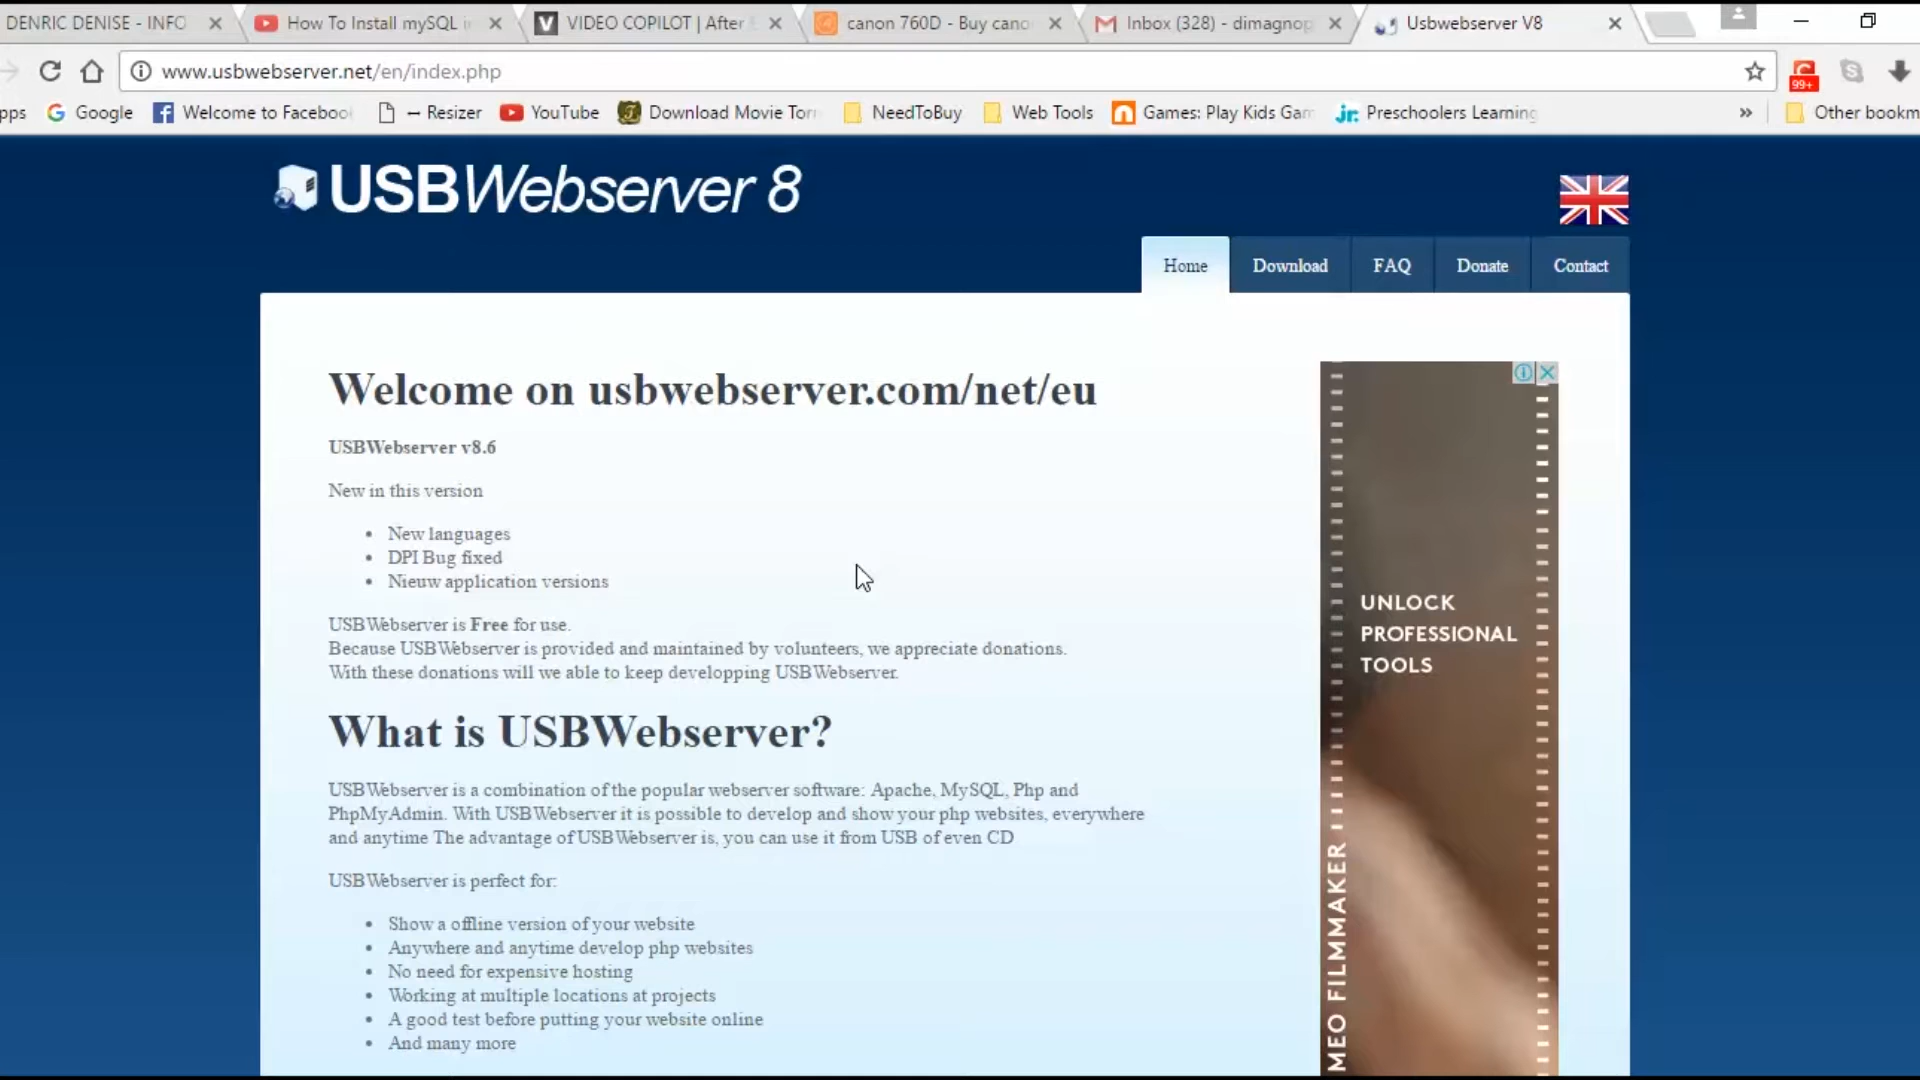 DENRIC DENISE - INFO
How To Install mySQL i
VIDEO COPILOT | After
canon 760D - Buy cano
Inbox (328) - dimagnop
Usbwebserver V8
www.usbwebserver.net/en/index.php
99+
pps
Google
Welcome to Faceboo
-- Resizer
YouTube
Download Movie Torr
NeedToBuy
Web Tools
Games: Play Kids Gam
Preschoolers Learning
»
Other bookm
USBWebserver 8
Home
Download
FAQ
Donate
Contact
Welcome on usbwebserver.com/net/eu
USBWebserver v8.6
New in this version
• New languages
• DPI Bug fixed
• Nieuw application versions
USBWebserver is Free for use.
Because USBWebserver is provided and maintained by volunteers, we appreciate donations.
With these donations will we able to keep developping USBWebserver.
What is USBWebserver?
USBWebserver is a combination of the popular webserver software: Apache, MySQL, Php and
PhpMyAdmin. With USBWebserver it is possible to develop and show your php websites, everywhere
and anytime The advantage of USBWebserver is, you can use it from USB of even CD
USBWebserver is perfect for:
• Show a offline version of your website
• Anywhere and anytime develop php websites
• No need for expensive hosting
• Working at multiple locations at projects
• A good test before putting your website online
• And many more
UNLOCK
PROFESSIONAL
TOOLS
MEO FILMMAKER